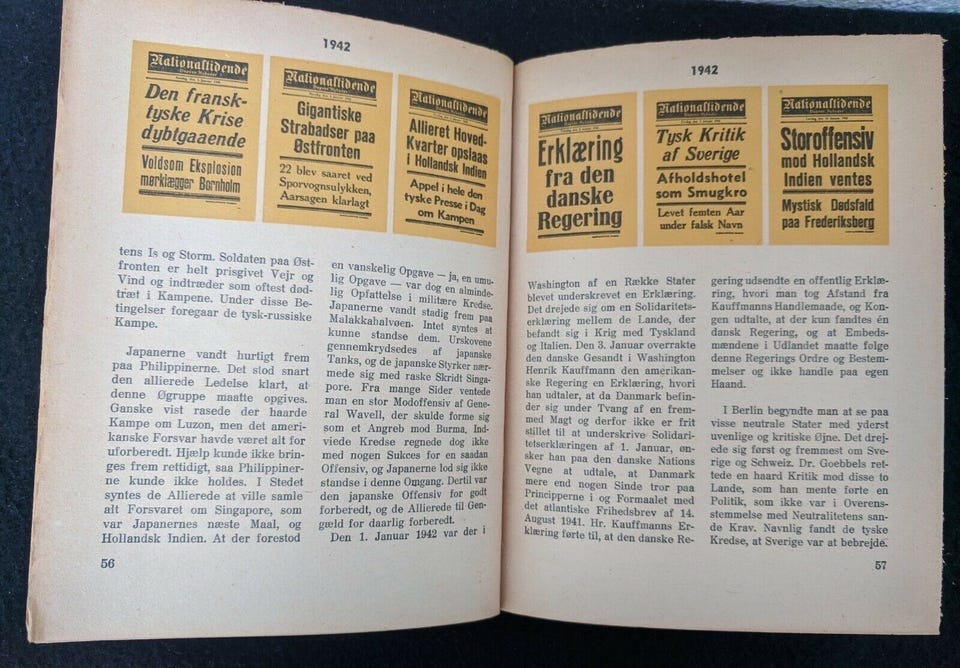 1942
Nationaltidende
Den fransk-
tyske Krise
dybtgaaende
Voldsom Eksplosion
mørklægger Bornholm
Nationaltidende
Gigantiske
Strabadser paa
Østfronten
22 blev saaret ved
Sporvognsulykken,
Aarsagen klarlagt
Nationaltidende
Allieret Hoved-
Kvarter opslaas
i Hollandsk Indien
Appel i hele den
tyske Presse i Dag
om Kampen
tens Is og Storm. Soldaten paa Øst-
fronten er helt prisgivet Vejr og
Vind og indtræder som oftest død-
træt i Kampene. Under disse Be-
tingelser foregaar de tysk-russiske
Kampe.
Japanerne vandt hurtigt frem
paa Philippinerne. Det stod snart
den allierede Ledelse klart, at
denne Øgruppe maatte opgives.
Ganske vist rasede der haarde
Kampe om Luzon, men det ameri-
kanske Forsvar havde været alt for
uforberedt. Hjælp kunde ikke brin-
ges frem rettidigt, saa Philippiner-
ne kunde ikke holdes. I Stedet
syntes de Allierede at ville samle
alt Forsvaret om Singapore, som
var Japanernes næste Maal, og
Hollandsk Indien. At der forestod
en vanskelig Opgave — ja, en umu-
lig Opgave — var dog en alminde-
lig Opfattelse i militære Kredse.
Japanerne vandt stadig frem paa
Malakkahalvøen. Intet syntes at
kunne standse dem. Urskovene
gennemkrydsedes af japanske
Tanks, og de japanske Styrker nær-
mede sig med raske Skridt Singa-
pore. Fra mange Sider ventede
man en stor Modoffensiv af Gene-
ral Wavell, der skulde forme sig
som et Angreb mod Burma. Ind-
viede Kredse regnede dog ikke
med nogen Sukces for en saadan
Offensiv, og Japanerne lod sig ikke
standse i denne Omgang. Dertil var
den japanske Offensiv for godt
forberedt, og de Allierede til Gen-
gæld for daarlig forberedt.
Den 1. Januar 1942 var der i
56
1942
Nationaltidende
Erklæring
fra den
danske
Regering
Nationaltidende
Tysk Kritik
af Sverige
Afholdshotel
som Smugkro
Levet femten Aar
under falsk Navn
Nationaltidende
Storoffensiv
mod Hollandsk
Indien ventes
Mystisk Dødsfald
paa Frederiksberg
Washington af en Række Stater
blevet underskrevet en Erklæring.
Det drejede sig om en Solidaritets-
erklæring mellem de Lande, der
befandt sig i Krig med Tyskland
og Italien. Den 3. Januar overrakte
den danske Gesandt i Washington
Henrik Kauffmann den amerikan-
ske Regering en Erklæring, hvori
han udtaler, at da Danmark befin-
der sig under Tvang af en frem-
med Magt og derfor ikke er frit
stillet til at underskrive Solidari-
tetserklæringen af 1. Januar, øn-
sker han paa den danske Nations
Vegne at udtale, at Danmark
mere end nogen Sinde tror paa
Principperne i og Formaalet med
det atlantiske Frihedsbrev af 14.
August 1941. Hr. Kauffmanns Er-
klæring førte til, at den danske Re-
gering udsendte en offentlig Erklæ-
ring, hvori man tog Afstand fra
Kauffmanns Handlemaade, og Kon-
gen udtalte, at der kun fandtes én
dansk Regering, og at Embeds-
mændene i Udlandet maatte følge
denne Regerings Ordre og Bestem-
melser og ikke handle paa egen
Haand.
I Berlin begyndte man at se paa
visse neutrale Stater med yderst
uvenlige og kritiske Øjne. Det drej-
ede sig først og fremmest om Sve-
rige og Schweiz. Dr. Goebbels ret-
tede en haard Kritik mod disse to
Lande, som han mente førte en
Politik, som ikke var i Overens-
stemmelse med Neutralitetens san-
de Krav. Navnlig fandt de tyske
Kredse, at Sverige var at bebrejde.
57